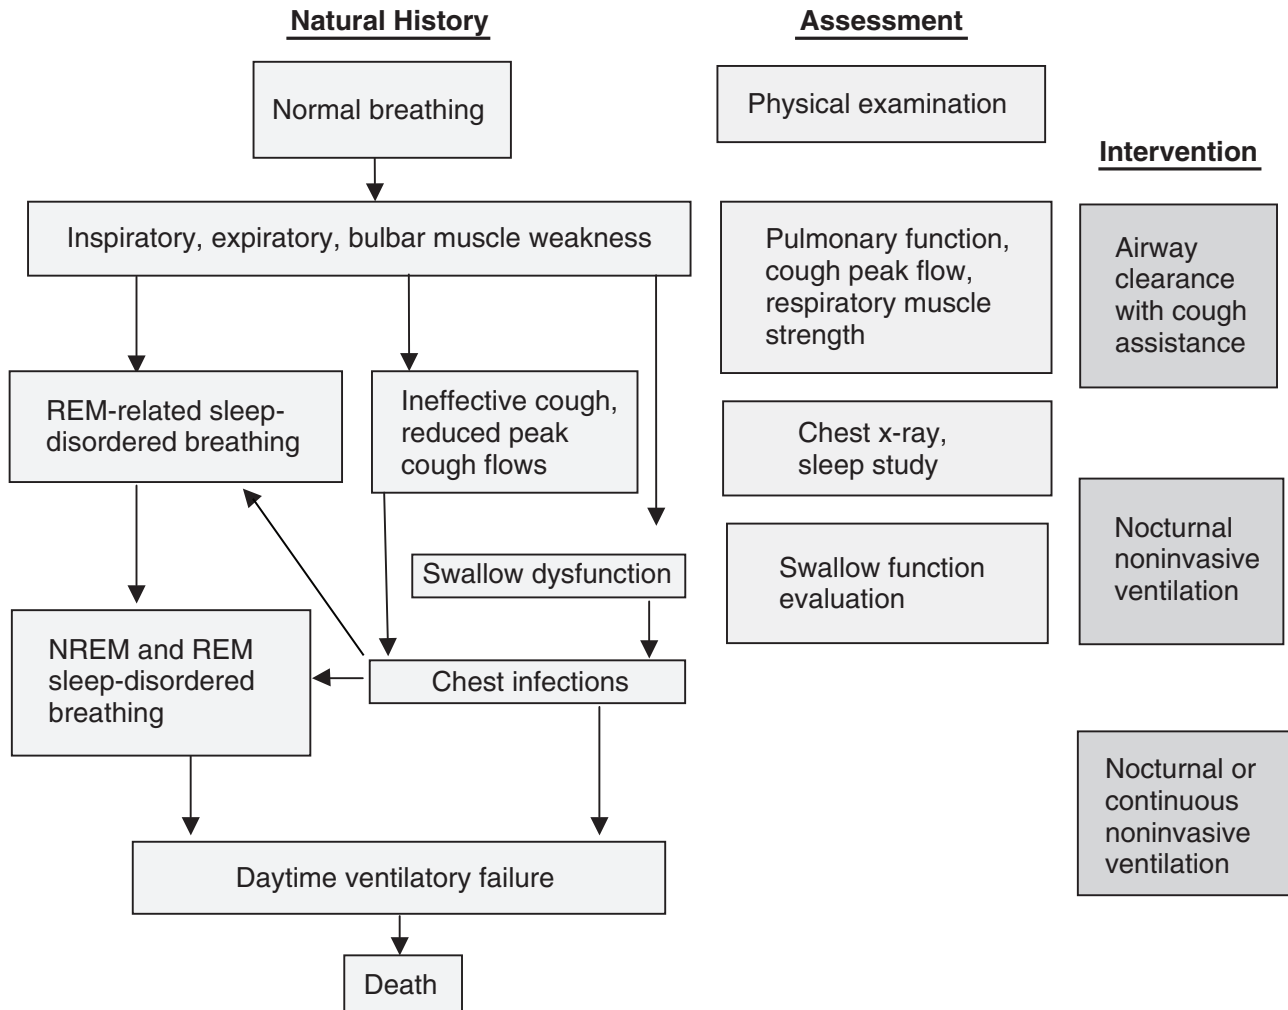 Natural History
Normal breathing
Inspiratory, expiratory, bulbar muscle weakness
REM-related sleep-
disordered breathing
Ineffective cough,
reduced peak
cough flows
Swallow dysfunction
NREM and REM
sleep-disordered
breathing
Chest infections
Daytime ventilatory failure
Death
Assessment
Physical examination
Pulmonary function,
cough peak flow,
respiratory muscle
strength
Chest x-ray,
sleep study
Swallow function
evaluation
Intervention
Airway
clearance
with cough
assistance
Nocturnal
noninvasive
ventilation
Nocturnal or
continuous
noninvasive
ventilation